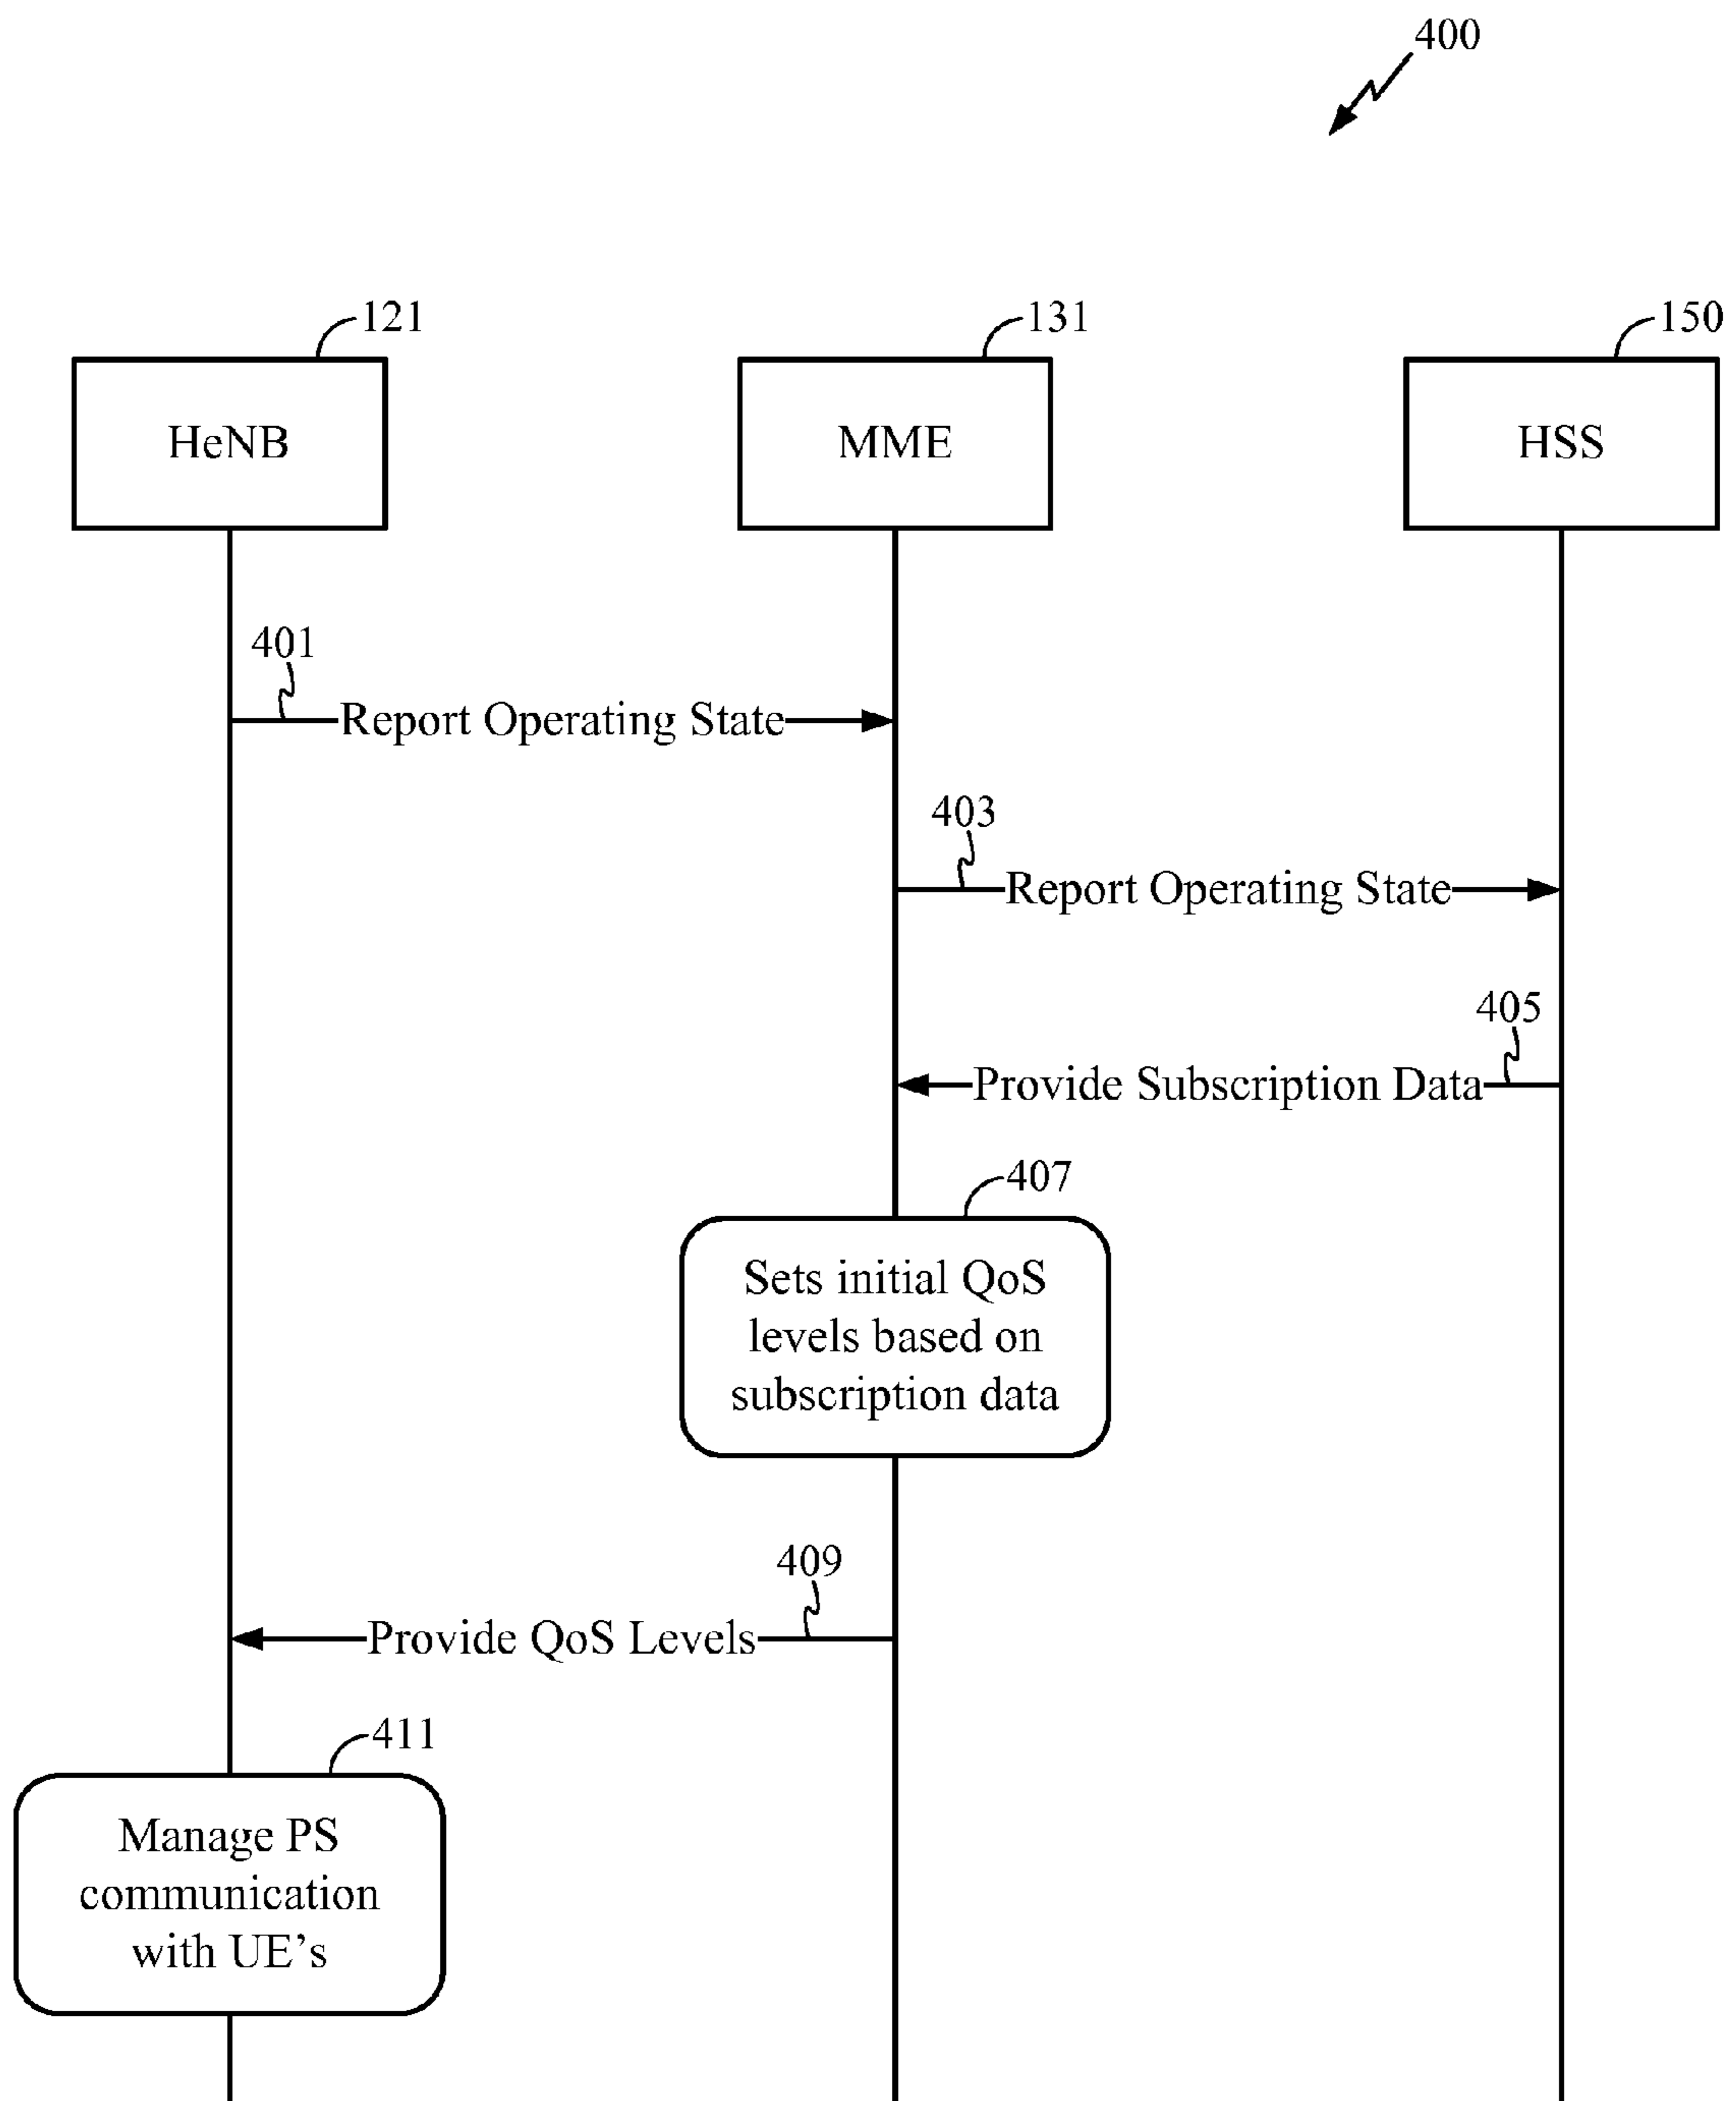 400
121
131
150
HeNB
MME
HSS
401
Report Operating State
403
Report Operating State
405
Provide Subscription Data
407
Sets initial QoS
levels based on
subscription data
409
Provide QoS Levels
411
Manage PS
communication
with UE’s